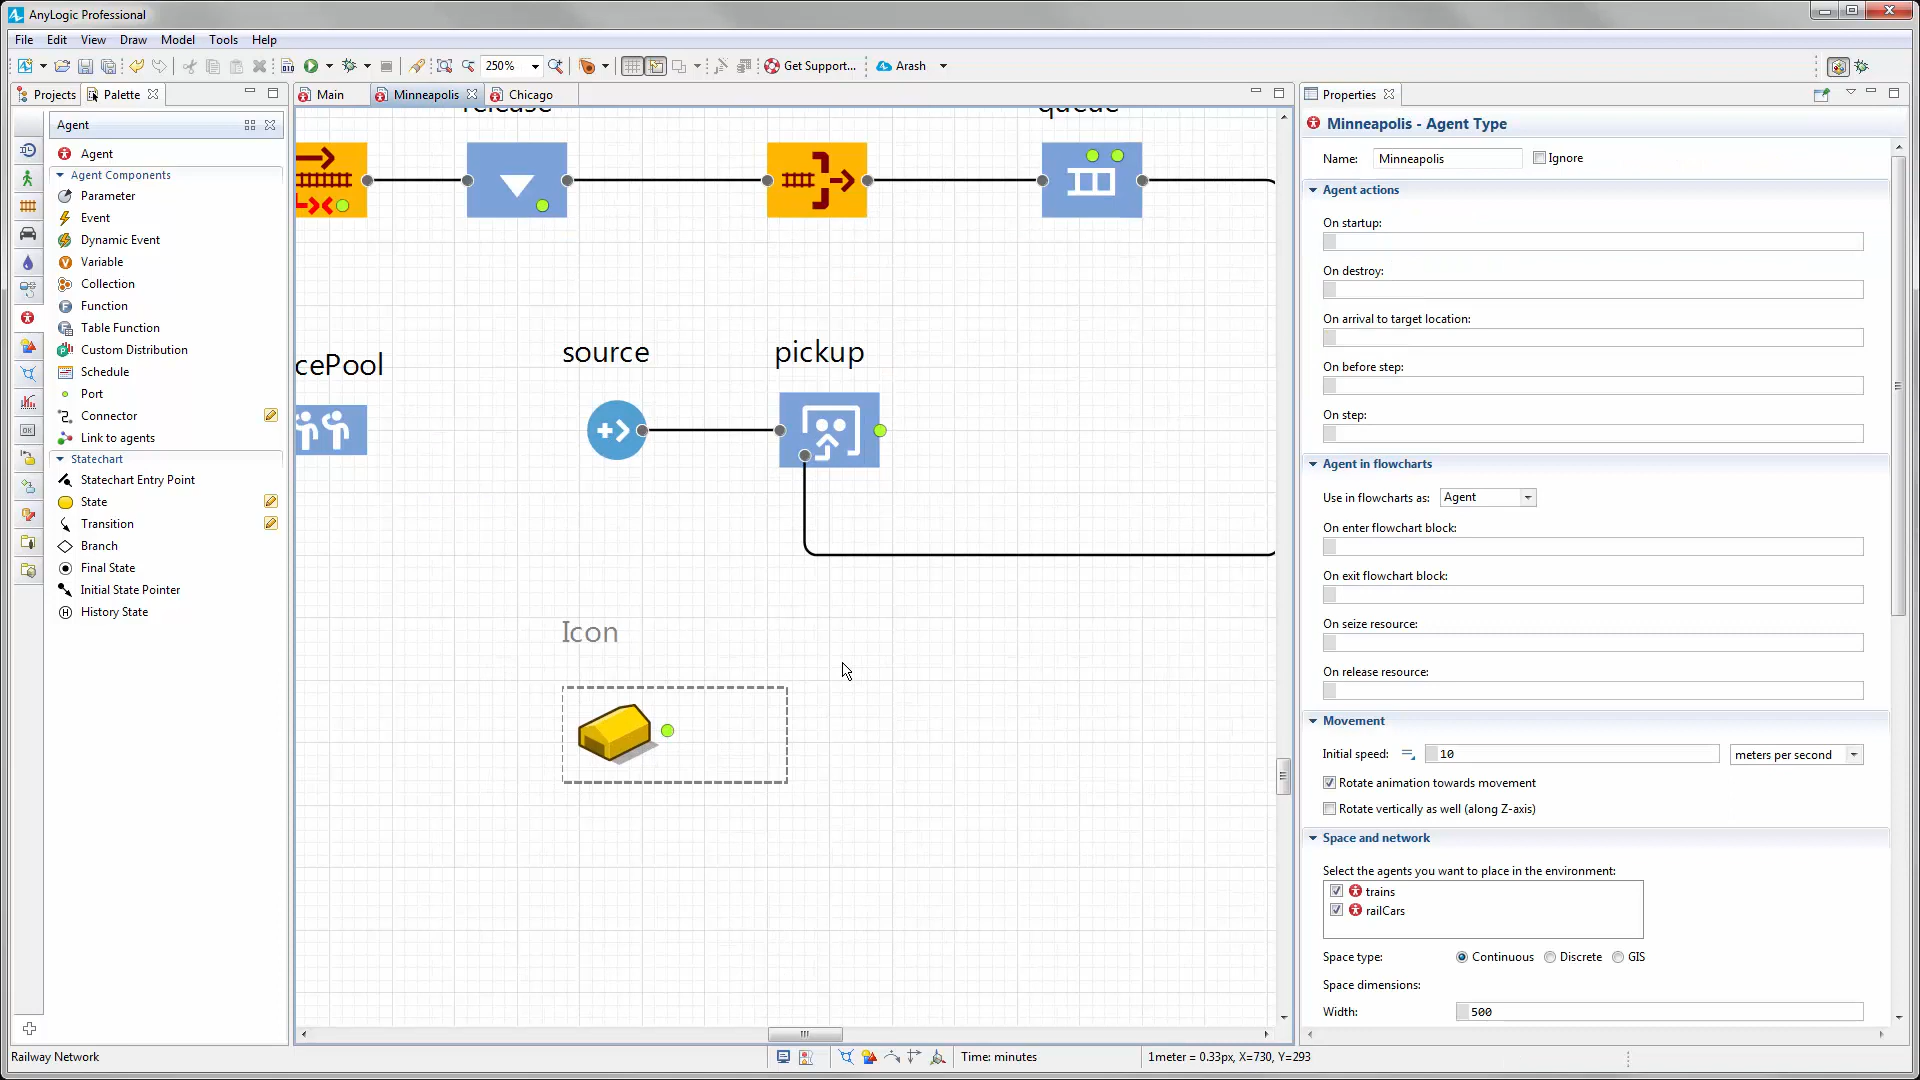 AnyLogic Professional
File Edit View Draw Model Tools Help
250% Get Support... Arash
Projects Palette Main Minneapolis Chicago Properties
Agent
Agent
Agent Components
Parameter
Event
Dynamic Event
Variable
Collection
Function
Table Function
Custom Distribution
Schedule
Port
Connector
Link to agents
Statechart
Statechart Entry Point
State
Transition
Branch
Final State
Initial State Pointer
History State
release queue
cePool source pickup
Icon
Minneapolis - Agent Type
Name: Minneapolis Ignore
Agent actions
On startup:
On destroy:
On arrival to target location:
On before step:
On step:
Agent in flowcharts
Use in flowcharts as: Agent
On enter flowchart block:
On exit flowchart block:
On seize resource:
On release resource:
Movement
Initial speed: 10 meters per second
Rotate animation towards movement
Rotate vertically as well (along Z-axis)
Space and network
Select the agents you want to place in the environment:
trains
railCars
Space type: Continuous Discrete GIS
Space dimensions:
Width: 500
Railway Network Time: minutes 1meter = 0.33px, X=730, Y=293